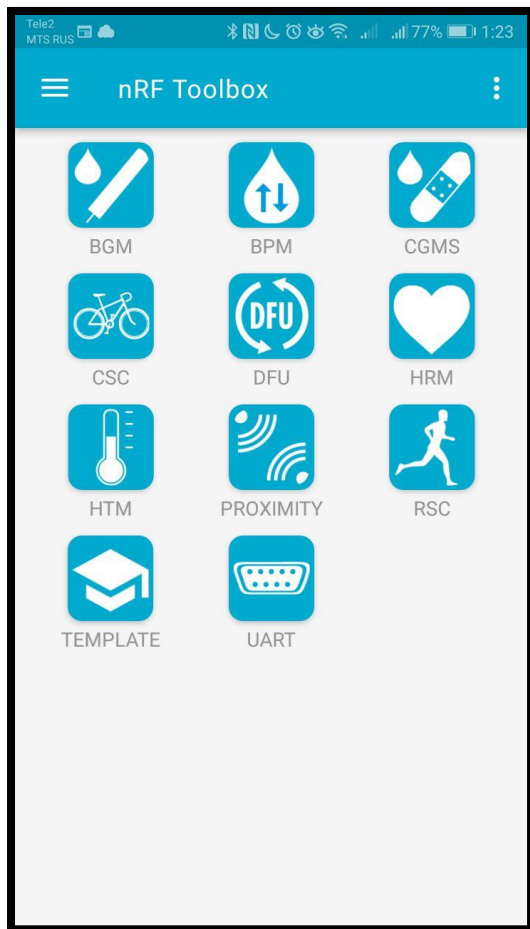 Tele2
MTS RUS
77% 1:23
nRF Toolbox
BGM BPM CGMS
CSC DFU HRM
DFU
HTM PROXIMITY RSC
TEMPLATE UART